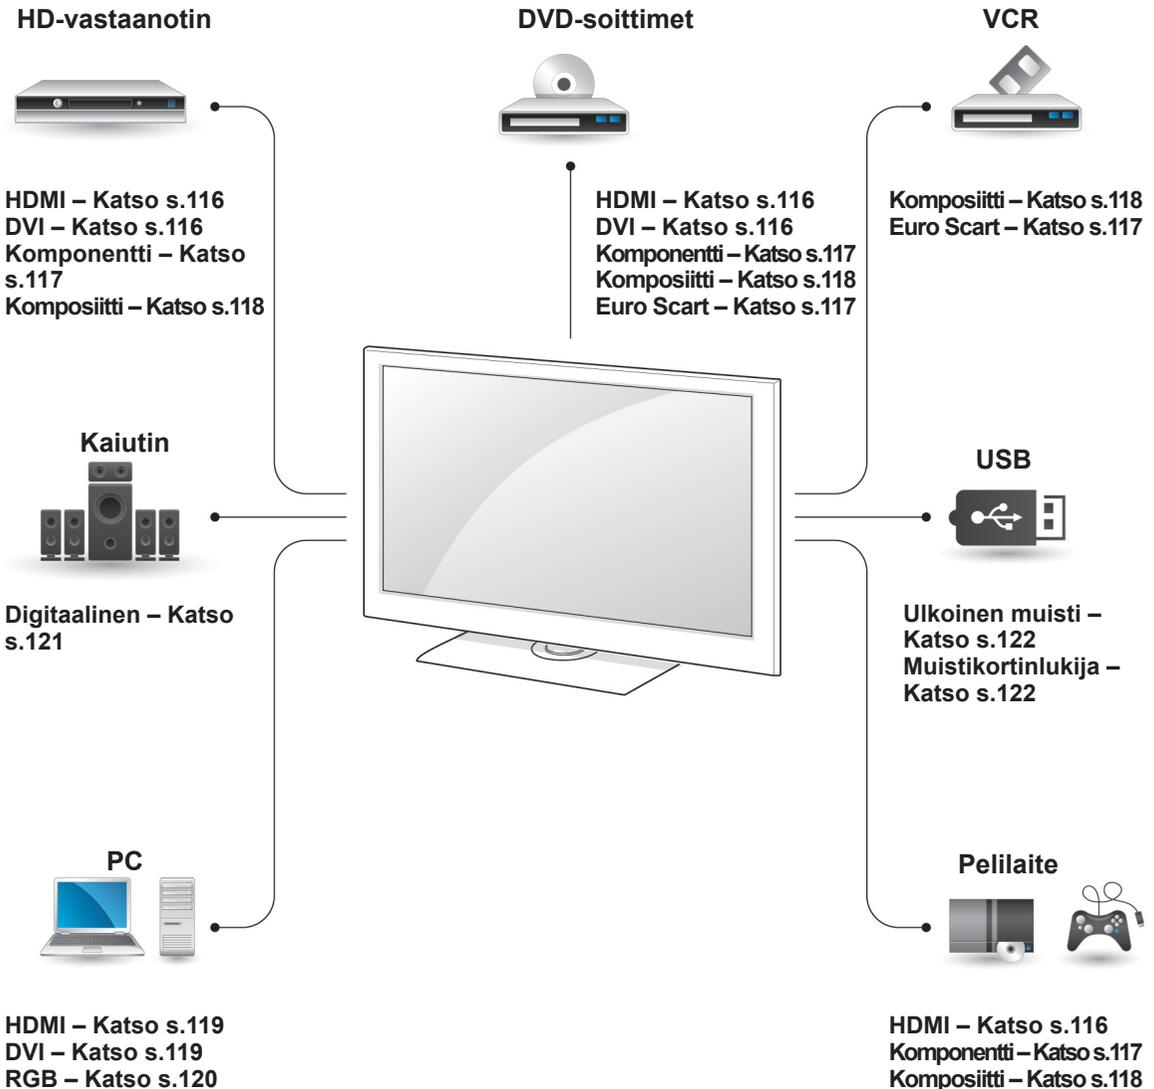 HD-vastaanotin
HDMI – Katso s.116
DVI – Katso s.116
Komponentti – Katso
s.117
Komposiitti – Katso s.118
DVD-soittimet
HDMI – Katso s.116
DVI – Katso s.116
Komponentti – Katso s.117
Komposiitti – Katso s.118
Euro Scart – Katso s.117
VCR
Komposiitti – Katso s.118
Euro Scart – Katso s.117
Kaiutin
Digitaalinen – Katso
s.121
USB
Ulkoinen muisti –
Katso s.122
Muistikortinlukija –
Katso s.122
PC
HDMI – Katso s.119
DVI – Katso s.119
RGB – Katso s.120
Pelilaite
HDMI – Katso s.116
Komponentti – Katso s.117
Komposiitti – Katso s.118